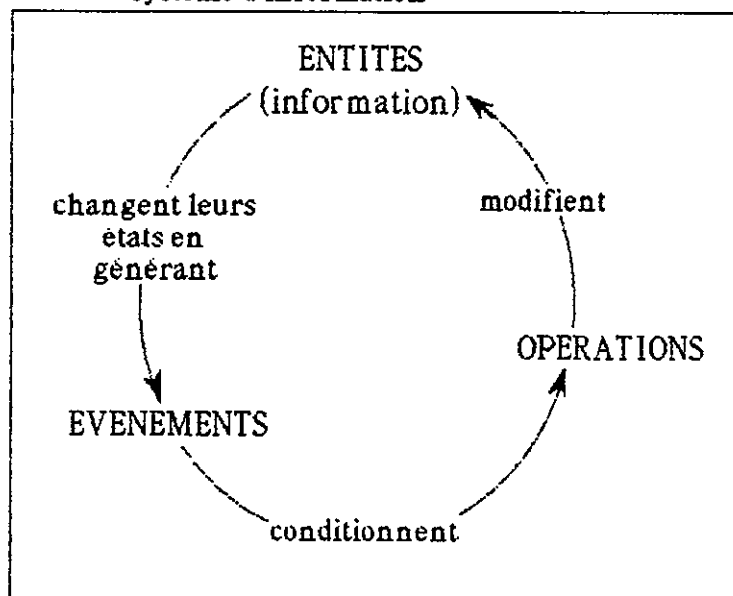 ENTITES
(information)
changent leurs
états en
générant
modifient
OPERATIONS
EVENEMENTS
conditionnent